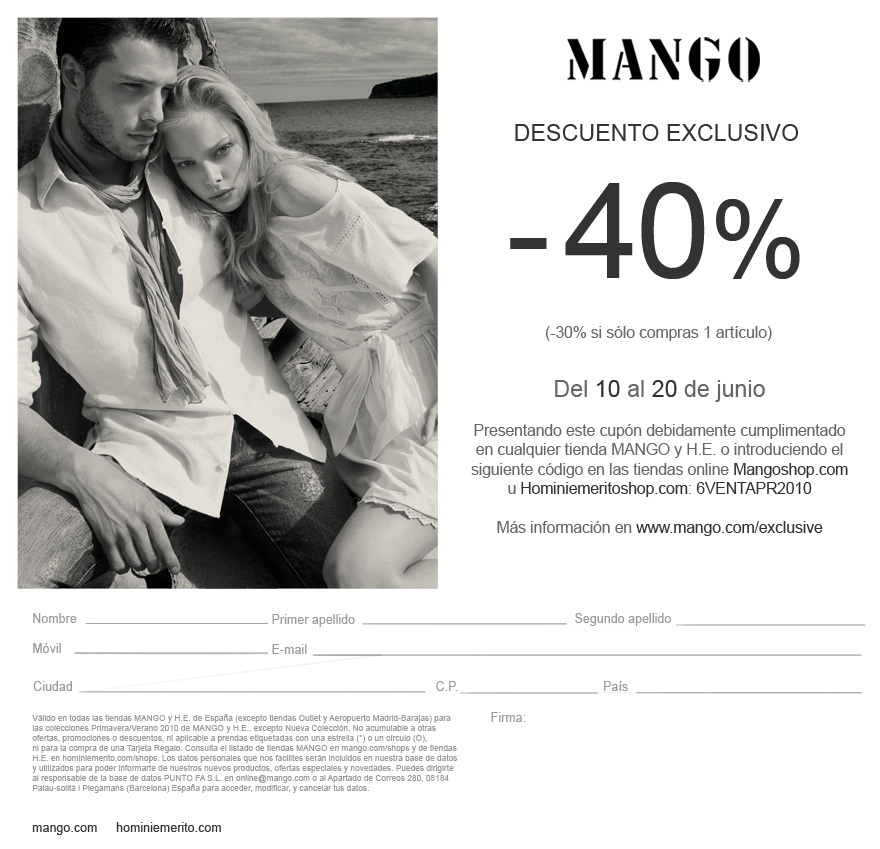 MANGO
DESCUENTO EXCLUSIVO
-40%
(-30% si sólo compras 1 artículo)
Del 10 al 20 de junio
Presentando este cupón debidamente cumplimentado
en cualquier tienda MANGO y H.E. o introduciendo el
siguiente código en las tiendas online Mangoshop.com
u Hominiemeritoshop.com: 6VENTAPR2010
Más información en www.mango.com/exclusive
Nombre Primer apellido Segundo apellido
Móvil E-mail
Ciudad C.P. País
Válido en todas las tiendas MANGO y H.E. de España (excepto tiendas Outlet y Aeropuerto Madrid-Barajas) para
las colecciones Primavera/Verano 2010 de MANGO y H.E., excepto Nueva Colección. No acumulable a otras
ofertas, promociones o descuentos, ni aplicable a prendas etiquetadas con una estrella (*) o un círculo (O),
ni para la compra de una Tarjeta Regalo. Consulta el listado de tiendas MANGO en mango.com/shops y de tiendas
H.E. en hominiemerito.com/shops. Los datos personales que nos facilites serán incluidos en nuestra base de datos
y utilizados para poder informarte de nuestros nuevos productos, ofertas especiales y novedades. Puedes dirigirte
al responsable de la base de datos PUNTO FA S.L. en online@mango.com o al Apartado de Correos 280, 08184
Palau-solità i Plegamans (Barcelona) España para acceder, modificar, y cancelar tus datos.
Firma:
mango.com hominiemerito.com